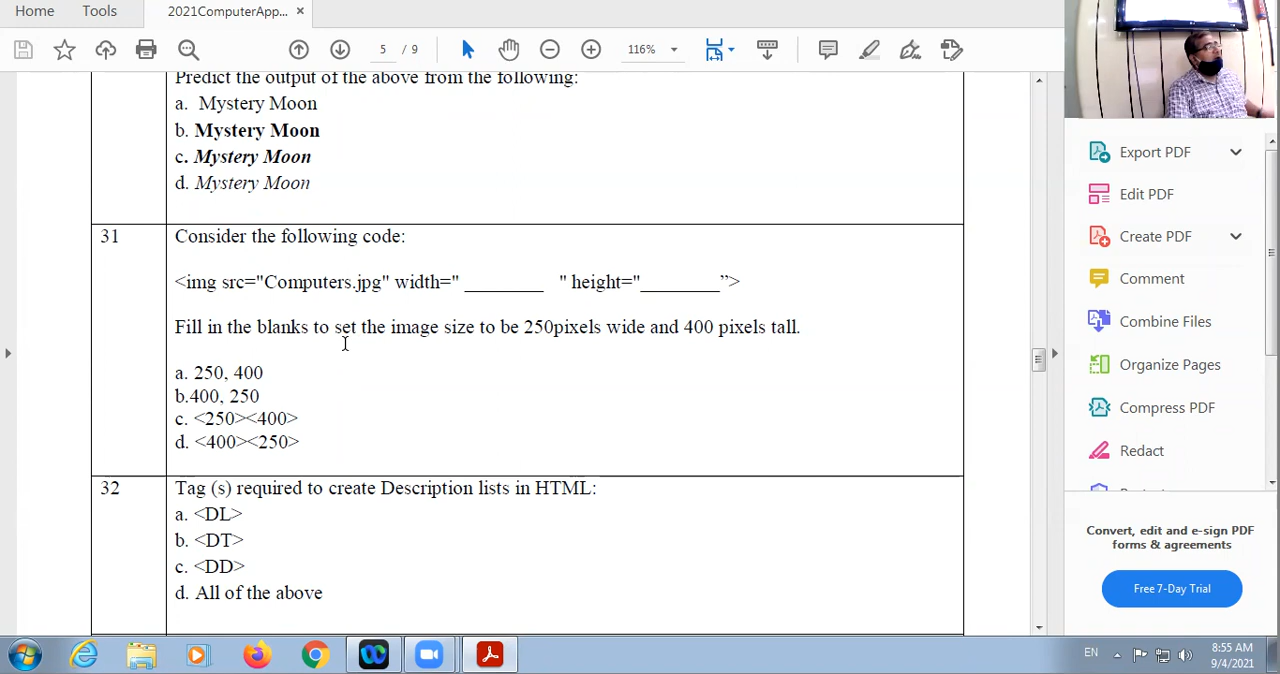 Home Tools 2021ComputerApp... ×
5 / 9 116%
Predict the output of the above from the following:
a. Mystery Moon
b. Mystery Moon
c. Mystery Moon
d. Mystery Moon
31 Consider the following code:
<img src="Computers.jpg" width=" ________ " height="________”>
Fill in the blanks to set the image size to be 250pixels wide and 400 pixels tall.
a. 250, 400
b.400, 250
c. <250><400>
d. <400><250>
32 Tag (s) required to create Description lists in HTML:
a. <DL>
b. <DT>
c. <DD>
d. All of the above
Export PDF
Edit PDF
Create PDF
Comment
Combine Files
Organize Pages
Compress PDF
Redact
Convert, edit and e-sign PDF
forms & agreements
Free 7-Day Trial
EN 8:55 AM
9/4/2021